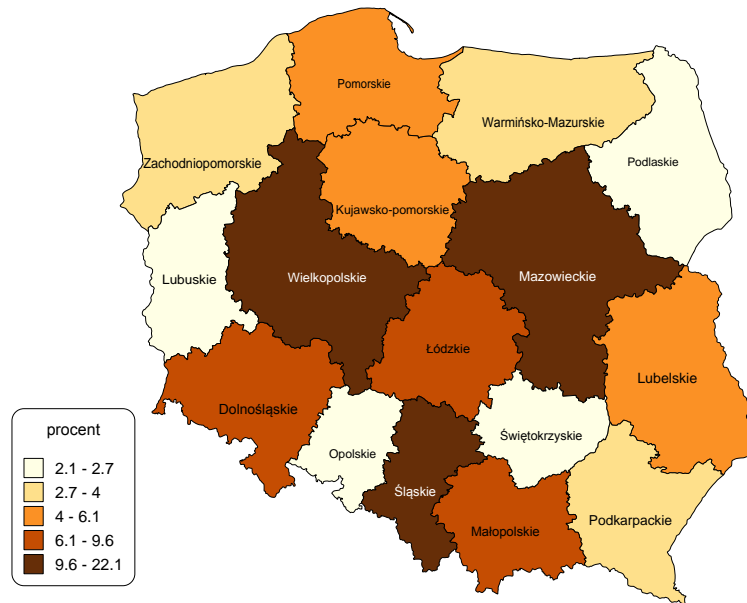 Pomorskie
Warmińsko-Mazurskie
Zachodniopomorskie
Podlaskie
Kujawsko-pomorskie
Lubuskie
Wielkopolskie
Mazowieckie
Łódzkie
Lubelskie
Dolnośląskie
Świętokrzyskie
Opolskie
Śląskie
Podkarpackie
Małopolskie
procent
2.1 - 2.7
2.7 - 4
4 - 6.1
6.1 - 9.6
9.6 - 22.1